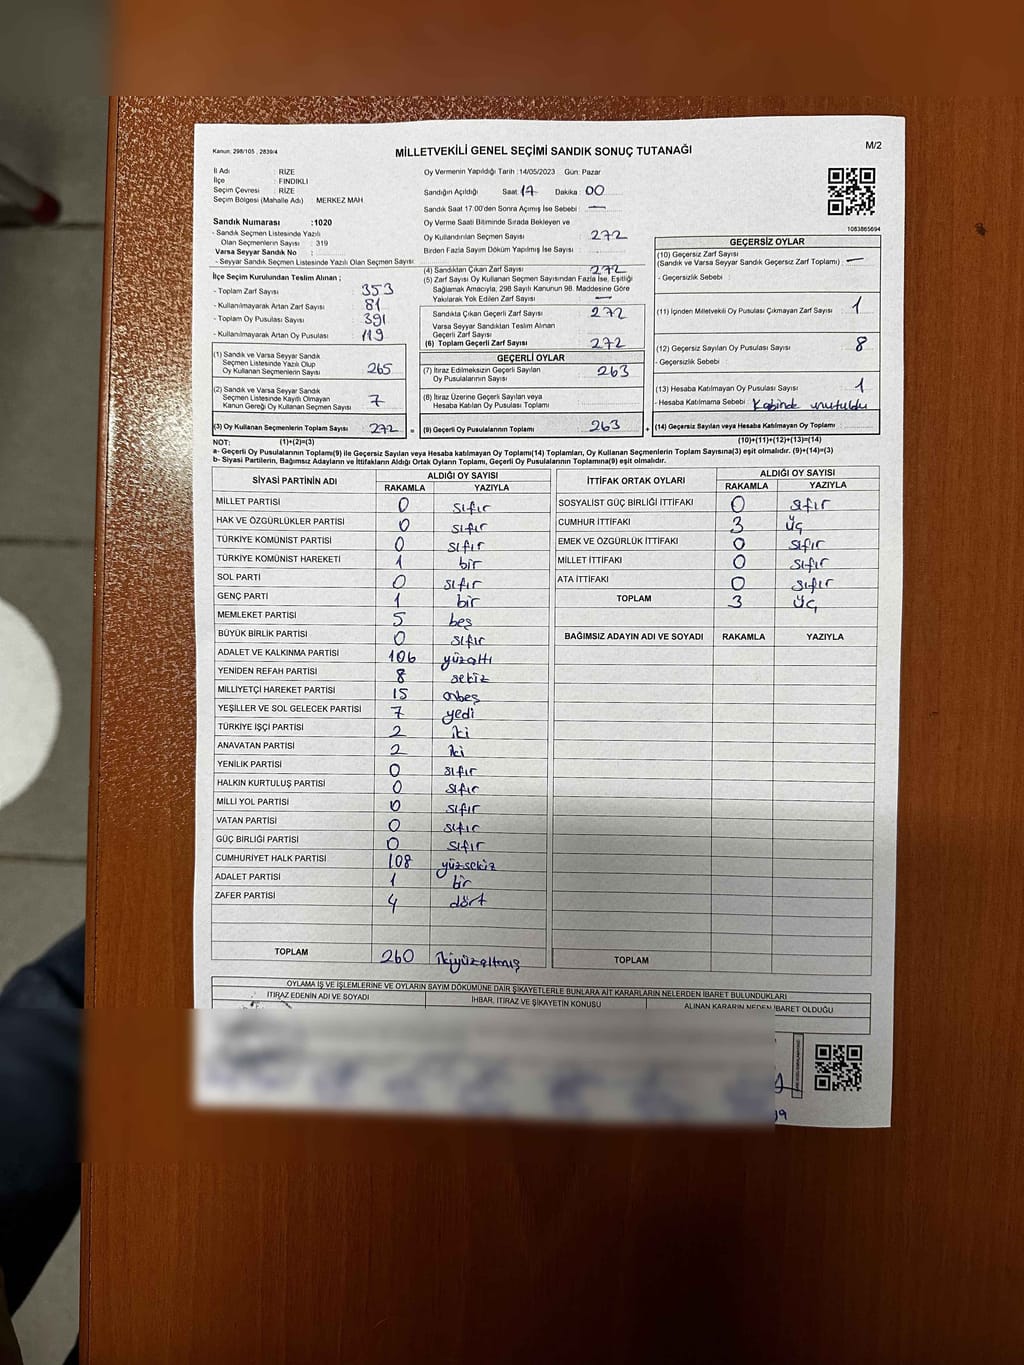 Kanun. 298/105 , 2839/4
MİLLETVEKİLİ GENEL SEÇİMİ SANDIK SONUÇ TUTANAĞI
M/2
İl Adı : RİZE
İlçe : FINDIKLI
Seçim Çevresi : RİZE
Seçim Bölgesi (Mahalle Adı) : MERKEZ MAH.
Sandık Numarası :1020
- Sandık Seçmen Listesinde Yazılı
Olan Seçmenlerin Sayısı : 319
Varsa Seyyar Sandık No :
- Seyyar Sandık Seçmen Listesinde Yazılı Olan Seçmen Sayısı:
Oy Vermenin Yapıldığı Tarih :14/05/2023 Gün: Pazar
Sandığın Açıldığı Saat 17 Dakika: 00
Sandık Saat 17:00'den Sonra Açımış İse Sebebi : —
Oy Verme Saati Bitiminde Sırada Bekleyen ve
Oy Kullandırılan Seçmen Sayısı : 272
Birden Fazla Sayım Döküm Yapılmış İse Sayısı :
1083865694
İlçe Seçim Kurulundan Teslim Alınan ;
- Toplam Zarf Sayısı : 353
- Kullanılmayarak Artan Zarf Sayısı : 81
- Toplam Oy Pusulası Sayısı : 391
- Kullanılmayarak Artan Oy Pusulası : 119
(1) Sandık ve Varsa Seyyar Sandık
Seçmen Listesinde Yazılı Olup
Oy Kullanan Seçmenlerin Sayısı : 265
(2) Sandık ve Varsa Seyyar Sandık
Seçmen Listesinde Kayıtlı Olmayan
Kanun Gereği Oy Kullanan Seçmen Sayısı : 7
(3) Oy Kullanan Seçmenlerin Toplam Sayısı : 272 =
(4) Sandıktan Çıkan Zarf Sayısı : 272
(5) Zarf Sayısı Oy Kullanan Seçmen Sayısından Fazla İse, Eşitliği
Sağlamak Amacıyla, 298 Sayılı Kanunun 98. Maddesine Göre
Yakılarak Yok Edilen Zarf Sayısı : —
Sandıkta Çıkan Geçerli Zarf Sayısı : 272
Varsa Seyyar Sandıktan Teslim Alınan
Geçerli Zarf Sayısı :
(6) Toplam Geçerli Zarf Sayısı : 272
GEÇERLİ OYLAR
(7) İtiraz Edilmeksizin Geçerli Sayılan
Oy Pusulalarının Sayısı : 263
(8) İtiraz Üzerine Geçerli Sayılan veya
Hesaba Katılan Oy Pusulası Toplamı :
(9) Geçerli Oy Pusulalarının Toplamı : 263 +
GEÇERSİZ OYLAR
(10) Geçersiz Zarf Sayısı
(Sandık ve Varsa Seyyar Sandık Geçersiz Zarf Toplamı) : —
- Geçersizlik Sebebi :
(11) İçinden Milletvekili Oy Pusulası Çıkmayan Zarf Sayısı : 1
(12) Geçersiz Sayılan Oy Pusulası Sayısı : 8
- Geçersizlik Sebebi :
(13) Hesaba Katılmayan Oy Pusulası Sayısı : 1
- Hesaba Katılmama Sebebi : Kabinde unutuldu
(14) Geçersiz Sayılan veya Hesaba Katılmayan Oy Toplamı :
NOT: (1)+(2)=(3)
(10)+(11)+(12)+(13)=(14)
a- Geçerli Oy Pusulalarının Toplamı(9) ile Geçersiz Sayılan veya Hesaba katılmayan Oy Toplamı(14) Toplamları, Oy Kullanan Seçmenlerin Toplam Sayısına(3) eşit olmalıdır. (9)+(14)=(3)
b- Siyasi Partilerin, Bağımsız Adayların ve İttifakların Aldığı Ortak Oyların Toplamı, Geçerli Oy Pusulalarının Toplamına(9) eşit olmalıdır.
SİYASİ PARTİNİN ADI ALDIĞI OY SAYISI
RAKAMLA YAZIYLA
MİLLET PARTİSİ 0 sıfır
HAK VE ÖZGÜRLÜKLER PARTİSİ 0 sıfır
TÜRKİYE KOMÜNİST PARTİSİ 0 sıfır
TÜRKİYE KOMÜNİST HAREKETİ 1 bir
SOL PARTİ 0 sıfır
GENÇ PARTİ 1 bir
MEMLEKET PARTİSİ 5 beş
BÜYÜK BİRLİK PARTİSİ 0 sıfır
ADALET VE KALKINMA PARTİSİ 106 yüzaltı
YENİDEN REFAH PARTİSİ 8 sekiz
MİLLİYETÇİ HAREKET PARTİSİ 15 onbeş
YEŞİLLER VE SOL GELECEK PARTİSİ 7 yedi
TÜRKİYE İŞÇİ PARTİSİ 2 iki
ANAVATAN PARTİSİ 2 iki
YENİLİK PARTİSİ 0 sıfır
HALKIN KURTULUŞ PARTİSİ 0 sıfır
MİLLİ YOL PARTİSİ 0 sıfır
VATAN PARTİSİ 0 sıfır
GÜÇ BİRLİĞİ PARTİSİ 0 sıfır
CUMHURİYET HALK PARTİSİ 108 yüzsekiz
ADALET PARTİSİ 1 bir
ZAFER PARTİSİ 4 dört
TOPLAM 260 ikiyüzaltmış
İTTİFAK ORTAK OYLARI ALDIĞI OY SAYISI
RAKAMLA YAZIYLA
SOSYALİST GÜÇ BİRLİĞİ İTTİFAKI 0 sıfır
CUMHUR İTTİFAKI 3 üç
EMEK VE ÖZGÜRLÜK İTTİFAKI 0 sıfır
MİLLET İTTİFAKI 0 sıfır
ATA İTTİFAKI 0 sıfır
TOPLAM 3 üç
BAĞIMSIZ ADAYIN ADI VE SOYADI RAKAMLA YAZIYLA
TOPLAM
OYLAMA İŞ VE İŞLEMLERİNE VE OYLARIN SAYIM DÖKÜMÜNE DAİR ŞİKAYETLERLE BUNLARA AİT KARARLARIN NELERDEN İBARET BULUNDUKLARI
İTİRAZ EDENİN ADI VE SOYADI İHBAR, İTİRAZ VE ŞİKAYETİN KONUSU ALINAN KARARIN NEDEN İBARET OLDUĞU